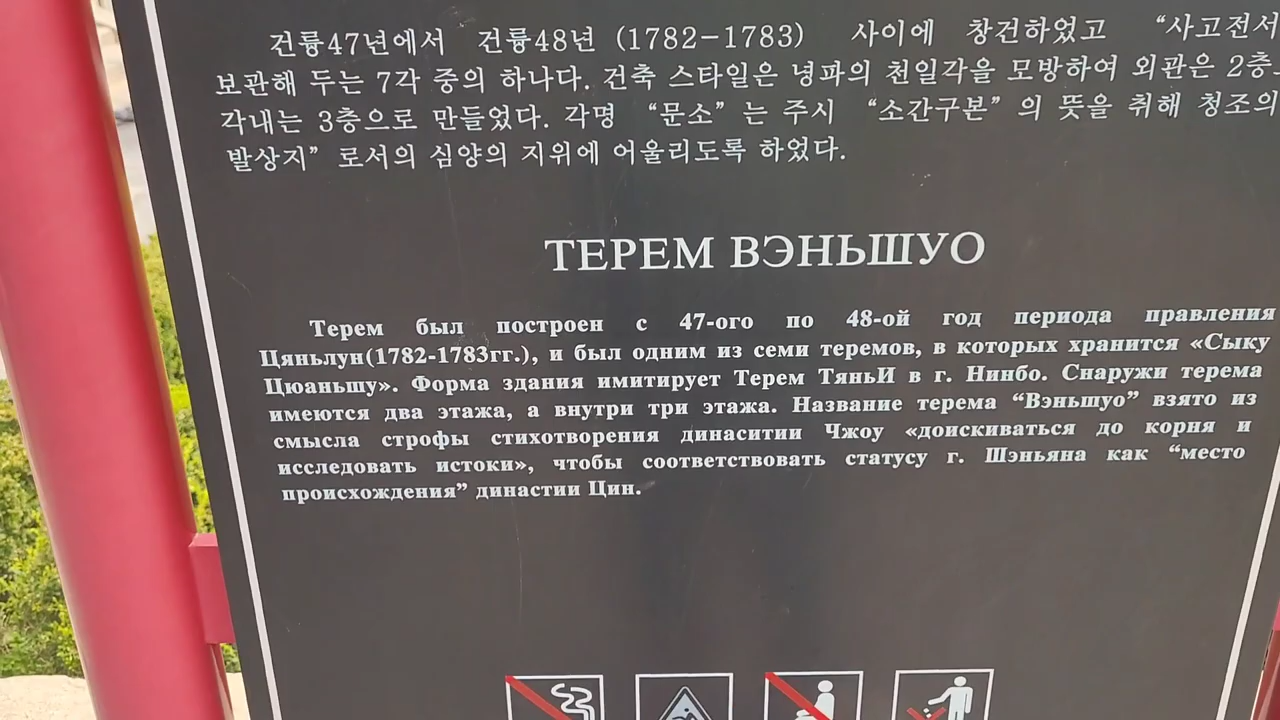 건륭47년에서 건륭48년 (1782-1783) 사이에 창건하였고 “사고전서
보관해 두는 7각 중의 하나다. 건축 스타일은 녕파의 천일각을 모방하여 외관은 2층
각내는 3층으로 만들었다. 각명 “문소” 는 주시 “소간구본” 의 뜻을 취해 청조의
발상지” 로서의 심양의 지위에 어울리도록 하였다.
ТЕРЕМ ВЭНЬШУО
Терем был построен с 47-ого по 48-ой год периода правления
Цяньлун(1782-1783гг.), и был одним из семи теремов, в которых хранится «Сыку
Цюаньшу». Форма здания имитирует Терем ТяньИ в г. Нинбо. Снаружи терема
имеются два этажа, а внутри три этажа. Название терема “Вэньшуо” взято из
смысла строфы стихотворения динаситии Чжоу «доискиваться до корня и
исследовать истоки», чтобы соответствовать статусу г. Шэньяна как “место
происхождения” династии Цин.